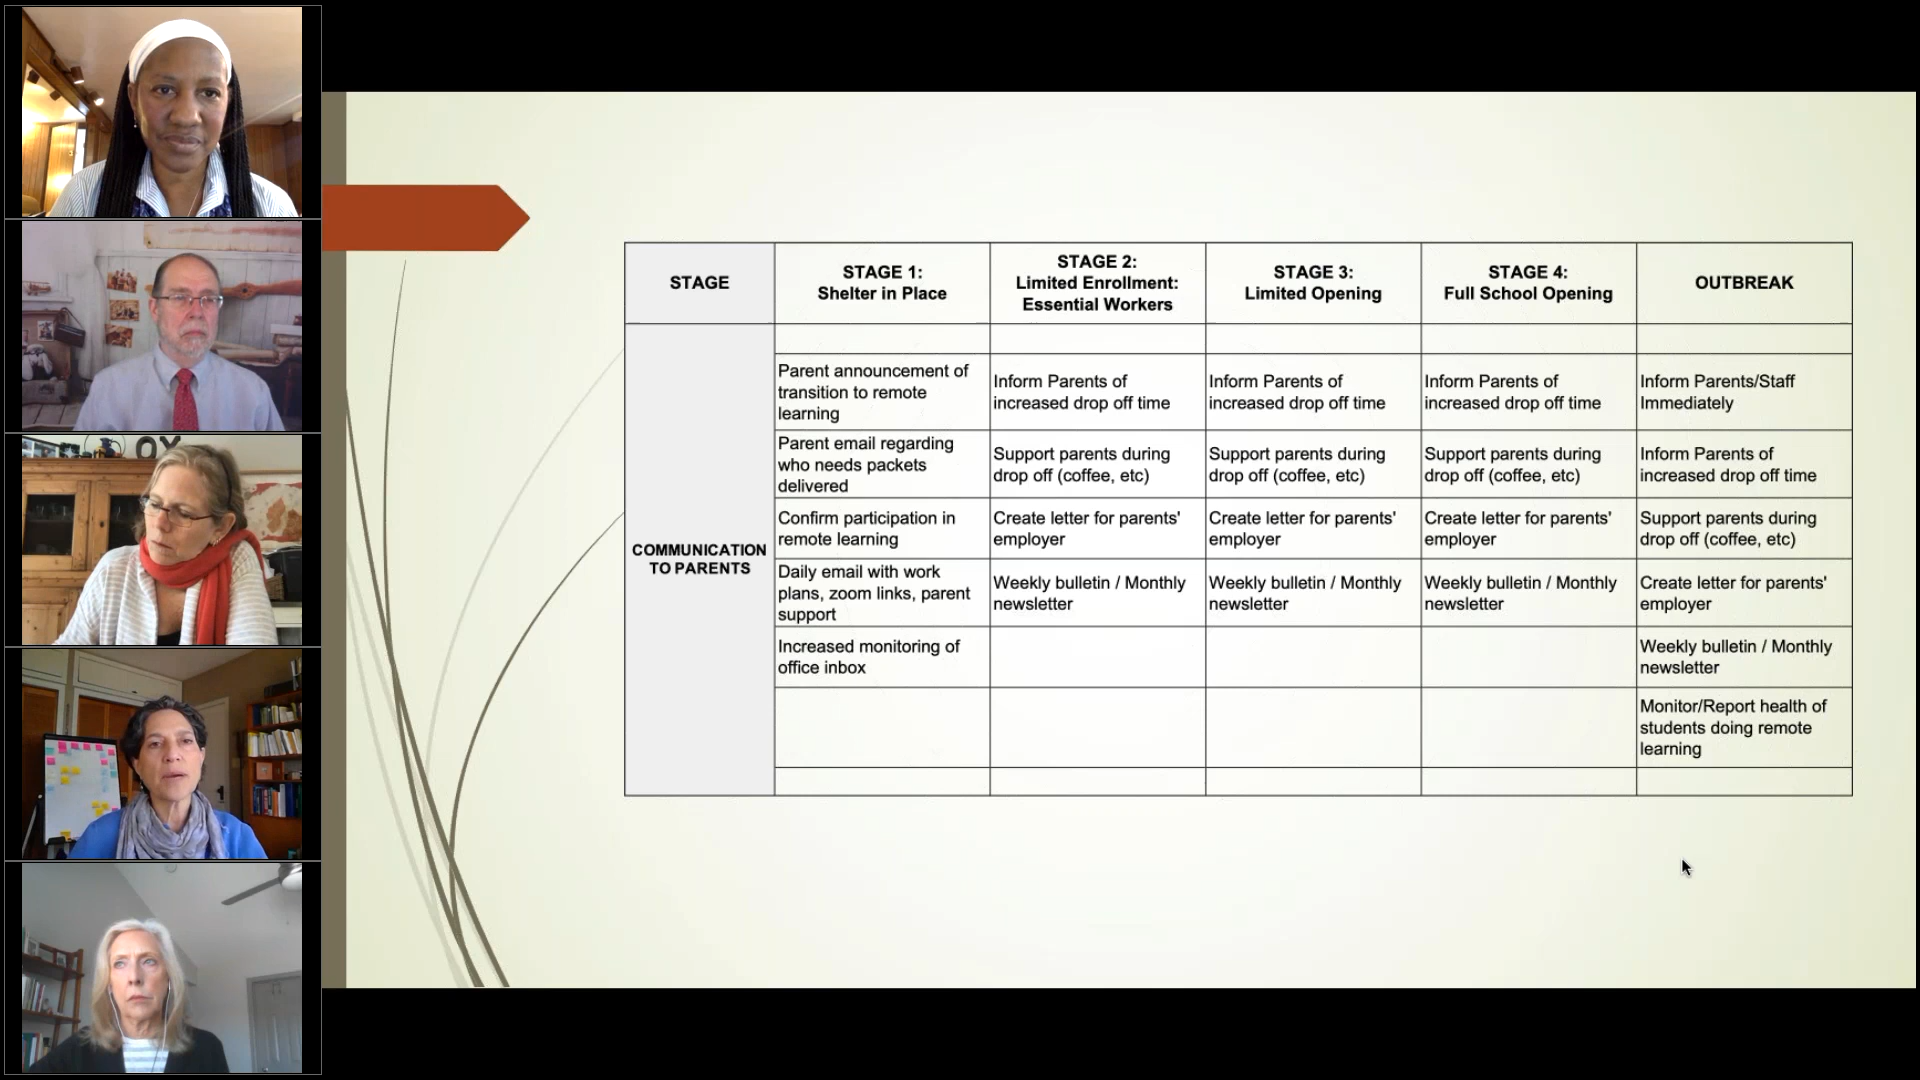 OX
STAGE
STAGE 1:
Shelter in Place
STAGE 2:
Limited Enrollment:
Essential Workers
STAGE 3:
Limited Opening
STAGE 4:
Full School Opening
OUTBREAK
COMMUNICATION
TO PARENTS
Parent announcement of
transition to remote
learning
Inform Parents of
increased drop off time
Inform Parents of
increased drop off time
Inform Parents of
increased drop off time
Inform Parents/Staff
Immediately
Parent email regarding
who needs packets
delivered
Support parents during
drop off (coffee, etc)
Support parents during
drop off (coffee, etc)
Support parents during
drop off (coffee, etc)
Inform Parents of
increased drop off time
Confirm participation in
remote learning
Create letter for parents'
employer
Create letter for parents'
employer
Create letter for parents'
employer
Support parents during
drop off (coffee, etc)
Daily email with work
plans, zoom links, parent
support
Weekly bulletin / Monthly
newsletter
Weekly bulletin / Monthly
newsletter
Weekly bulletin / Monthly
newsletter
Create letter for parents'
employer
Increased monitoring of
office inbox
Weekly bulletin / Monthly
newsletter
Monitor/Report health of
students doing remote
learning